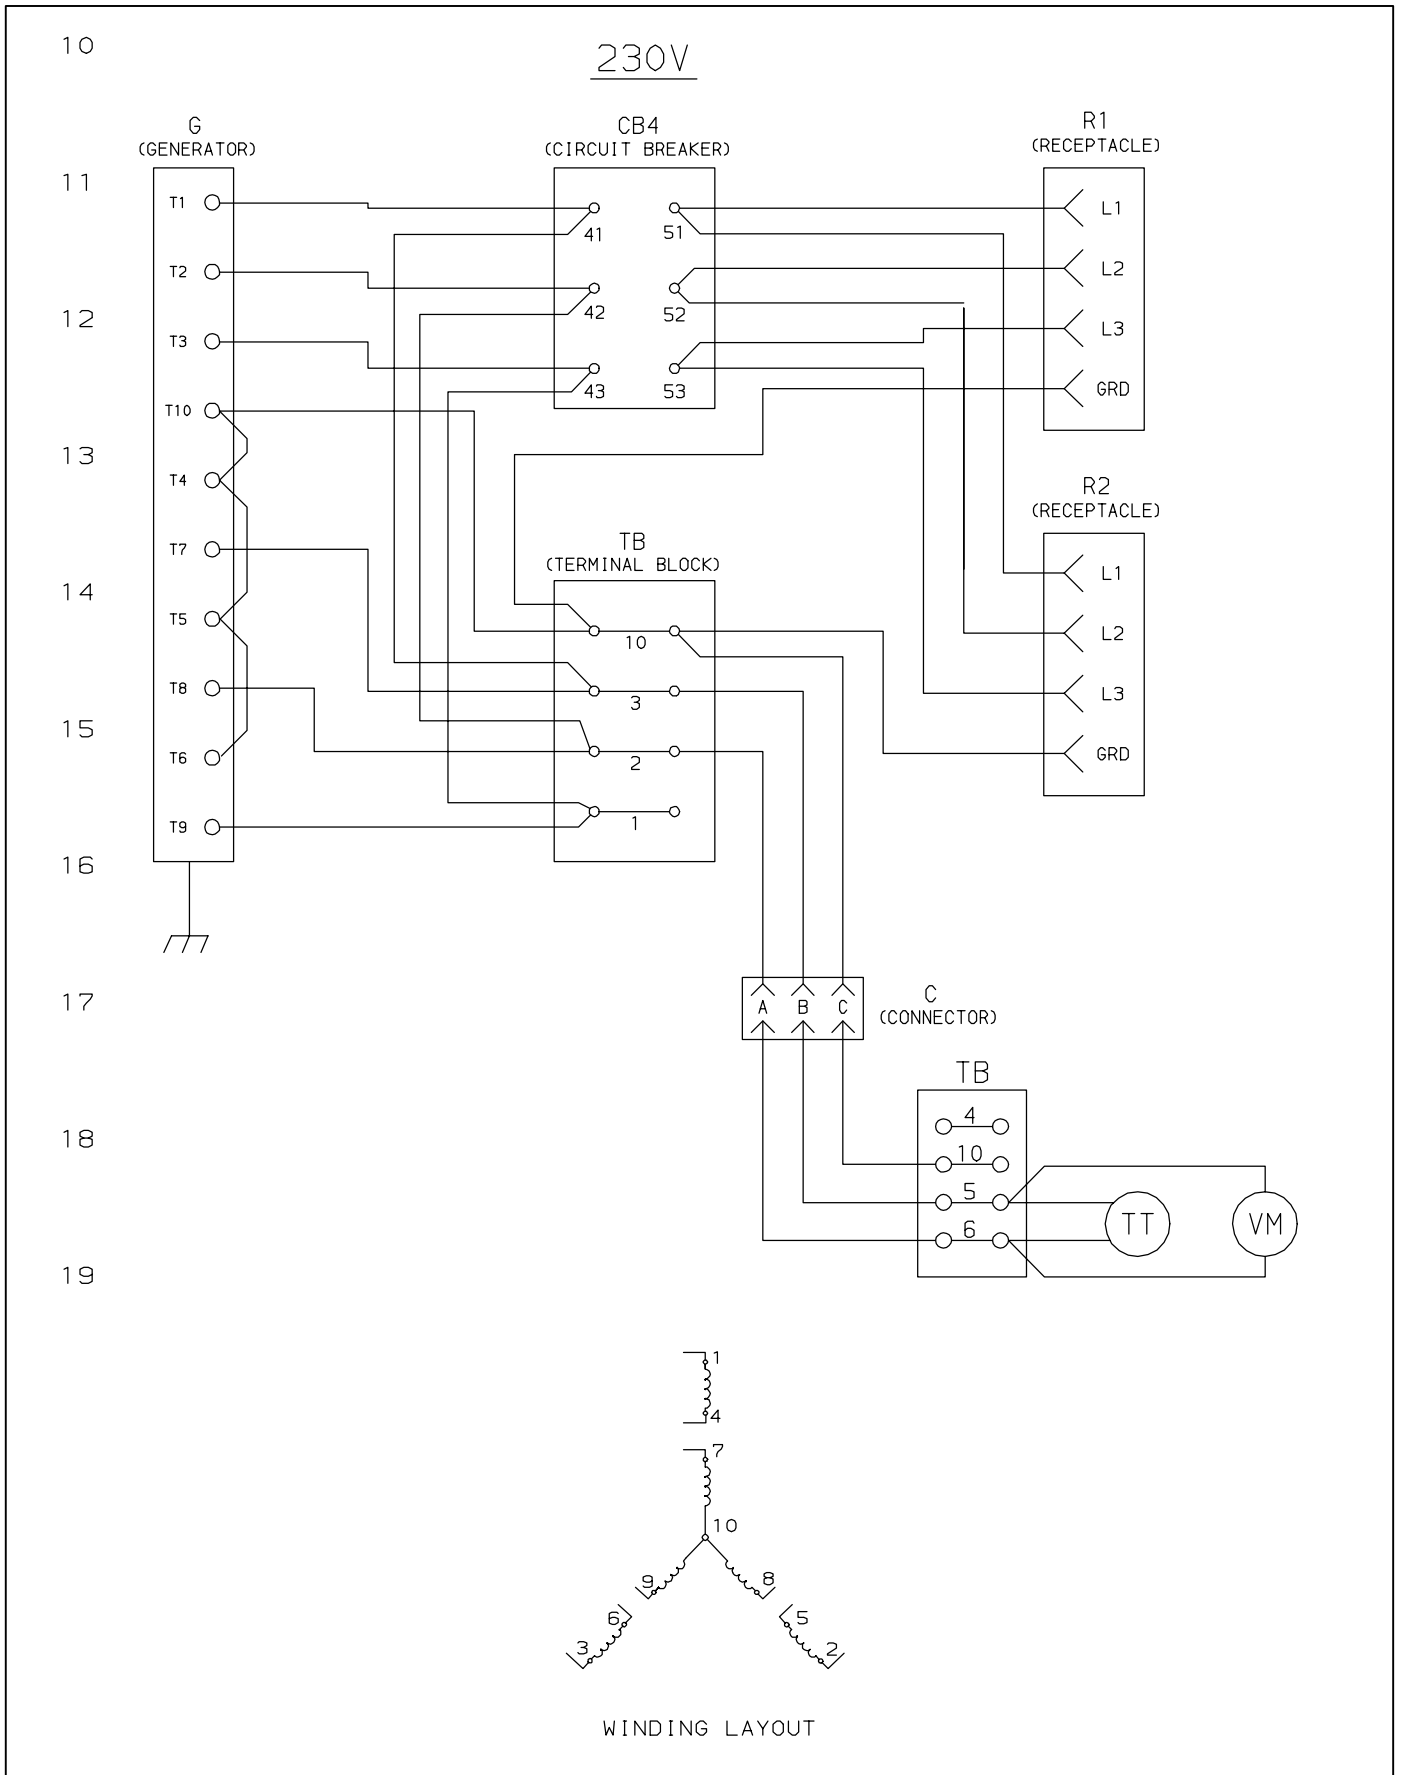 10
230V
G
(GENERATOR)
CB4
(CIRCUIT BREAKER)
R1
(RECEPTACLE)
11
T1
41
51
L1
T2
L2
12
42
52
T3
L3
43
53
GRD
T10
13
T4
R2
(RECEPTACLE)
T7
TB
(TERMINAL BLOCK)
L1
14
T5
10
L2
T8
3
L3
15
T6
2
GRD
T9
1
16
17
A B C
C
(CONNECTOR)
TB
18
4
10
5
6
TT
VM
19
1
4
7
10
9
8
6
5
3
2
WINDING LAYOUT